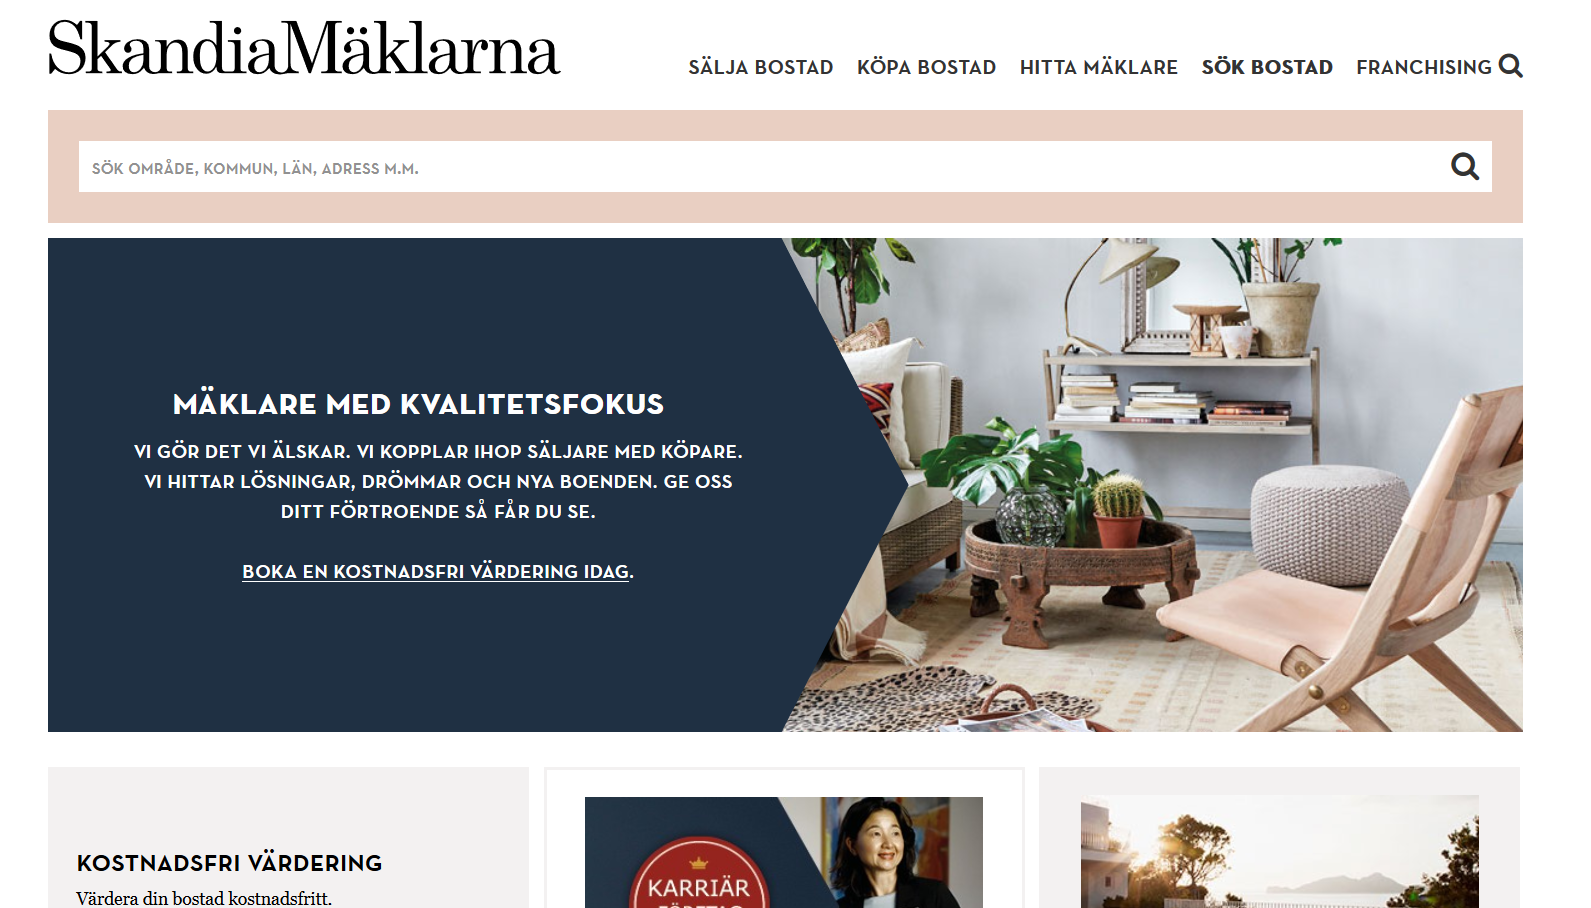 SkandiaMäklarna
SÄLJA BOSTAD KÖPA BOSTAD HITTA MÄKLARE SÖK BOSTAD FRANCHISING
SÖK OMRÅDE, KOMMUN, LÄN, ADRESS M.M.
MÄKLARE MED KVALITETSFOKUS
VI GÖR DET VI ÄLSKAR. VI KOPPLAR IHOP SÄLJARE MED KÖPARE.
VI HITTAR LÖSNINGAR, DRÖMMAR OCH NYA BOENDEN. GE OSS
DITT FÖRTROENDE SÅ FÅR DU SE.
BOKA EN KOSTNADSFRI VÄRDERING IDAG.
KOSTNADSFRI VÄRDERING
Värdera din bostad kostnadsfritt.
KARRIÄR